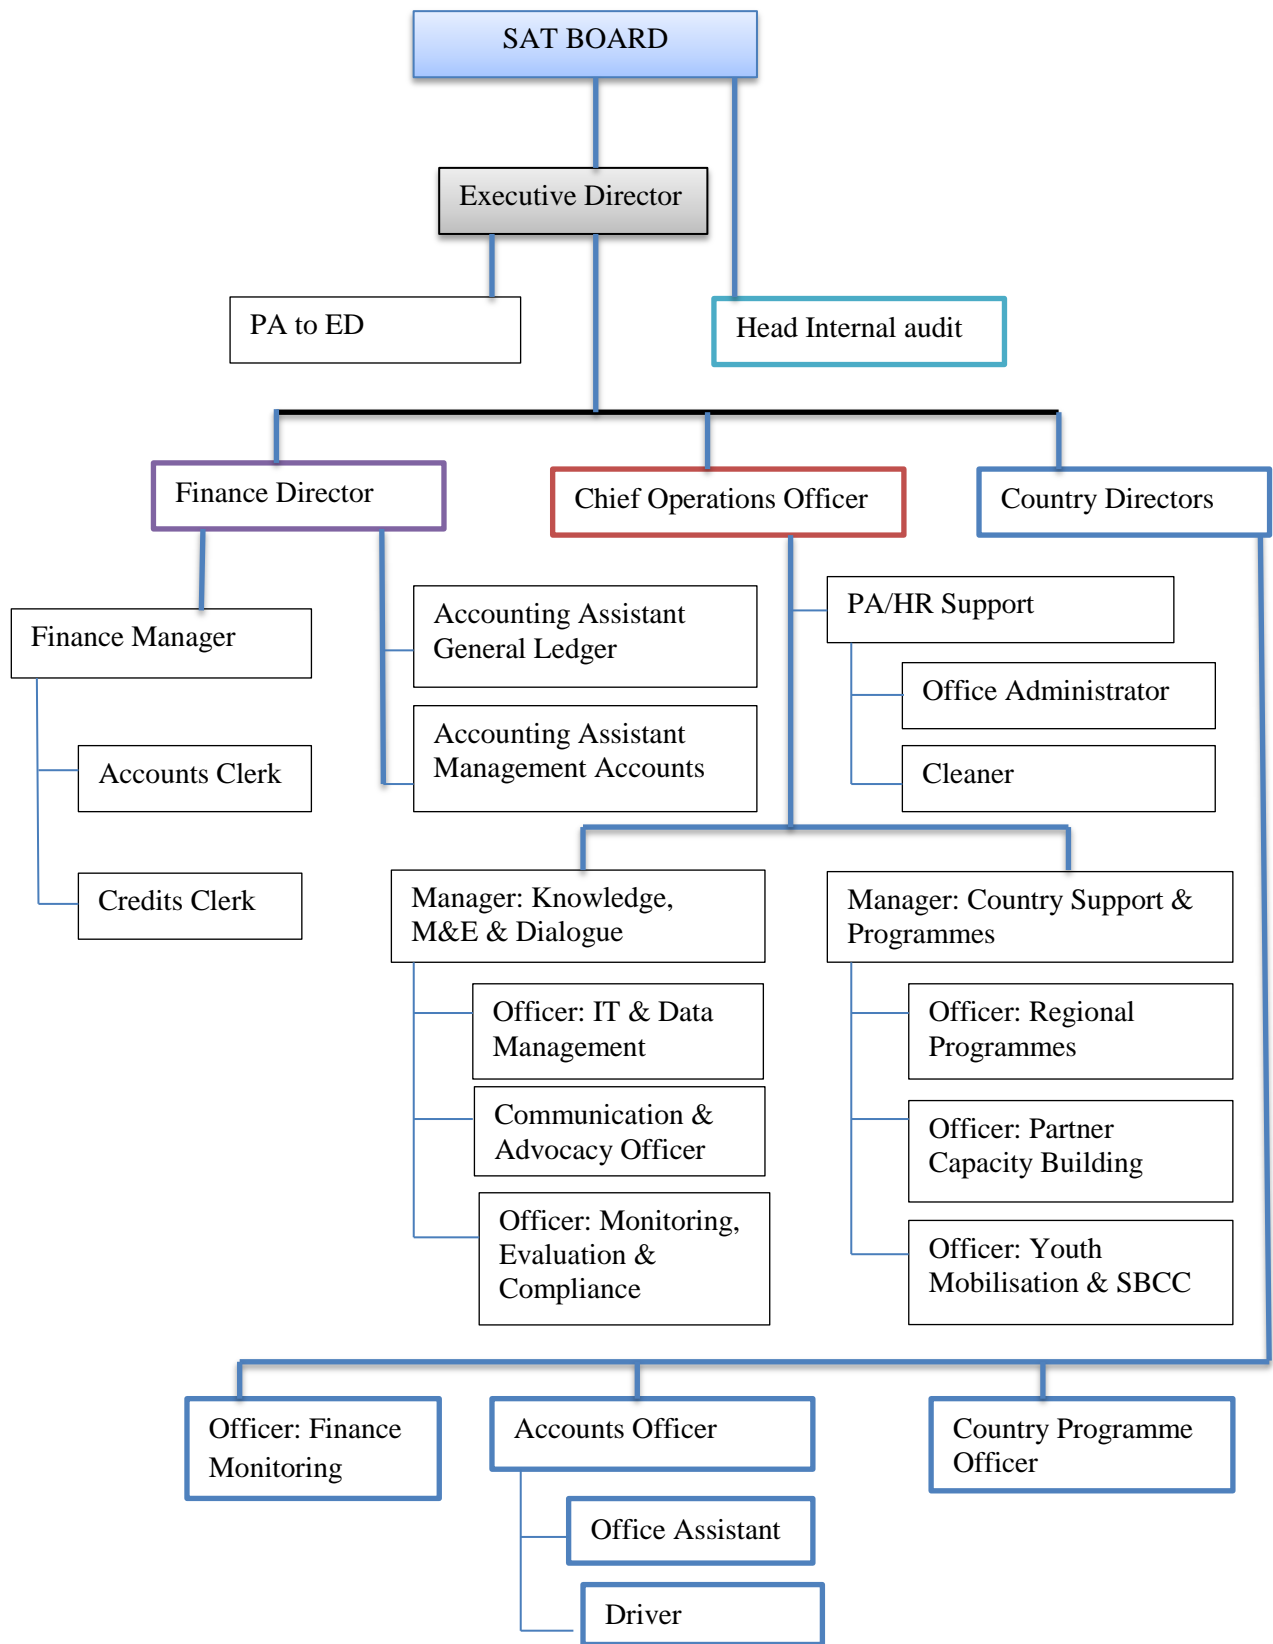 SAT BOARD
Executive Director
PA to ED
Head Internal audit
Finance Director
Chief Operations Officer
Country Directors
Finance Manager
Accounts Clerk
Credits Clerk
Accounting Assistant
General Ledger
Accounting Assistant
Management Accounts
PA/HR Support
Office Administrator
Cleaner
Manager: Knowledge,
M&E & Dialogue
Officer: IT & Data
Management
Communication &
Advocacy Officer
Officer: Monitoring,
Evaluation &
Compliance
Manager: Country Support &
Programmes
Officer: Regional
Programmes
Officer: Partner
Capacity Building
Officer: Youth
Mobilisation & SBCC
Officer: Finance
Monitoring
Accounts Officer
Office Assistant
Driver
Country Programme
Officer